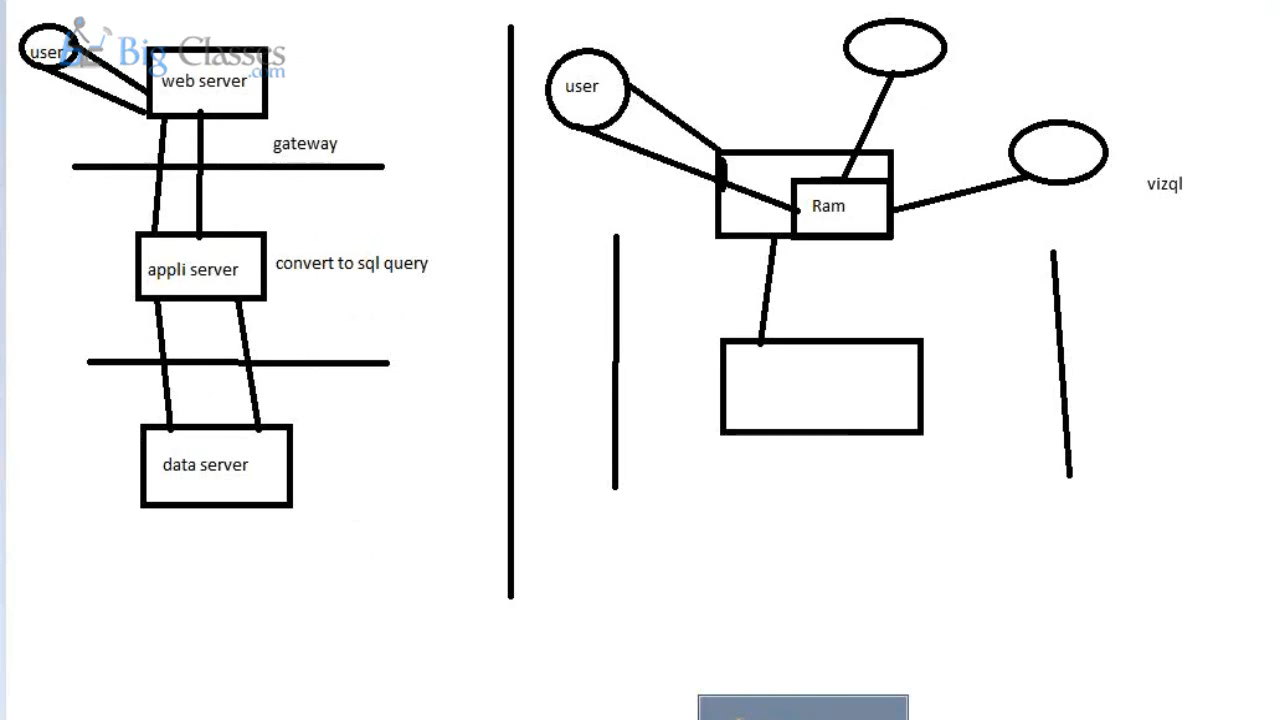 user
Big Classes
.com
web server
gateway
appli server
convert to sql query
data server
user
Ram
vizql